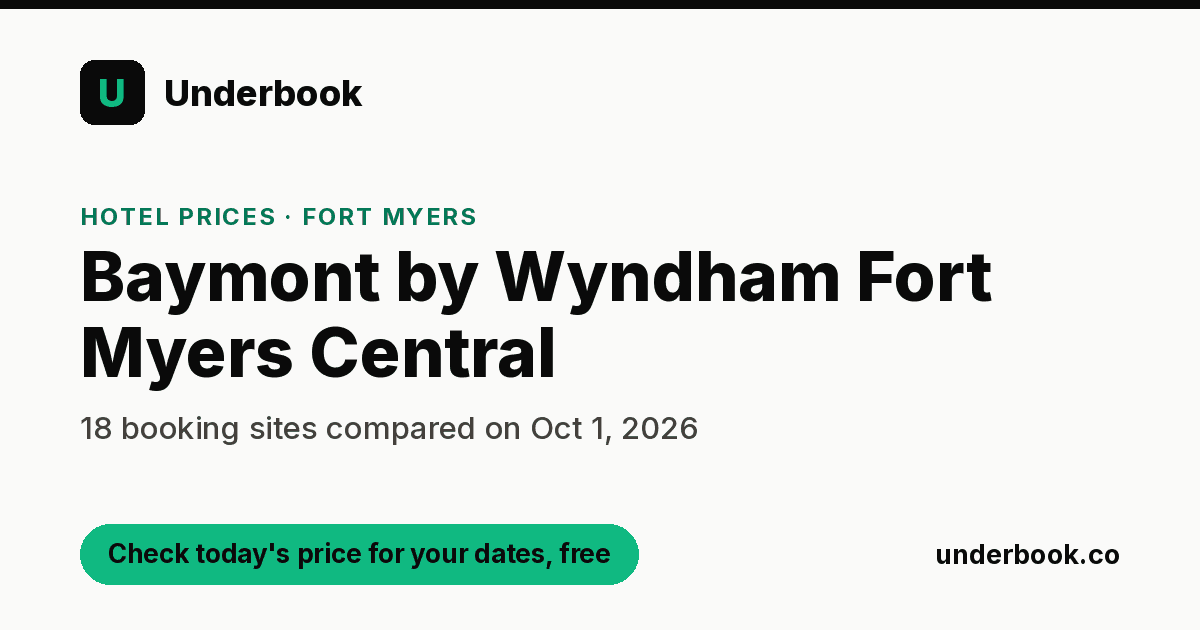 U
Underbook
HOTEL PRICES · FORT MYERS
Baymont by Wyndham Fort
Myers Central
18 booking sites compared on Oct 1, 2026
Check today's price for your dates, free
underbook.co